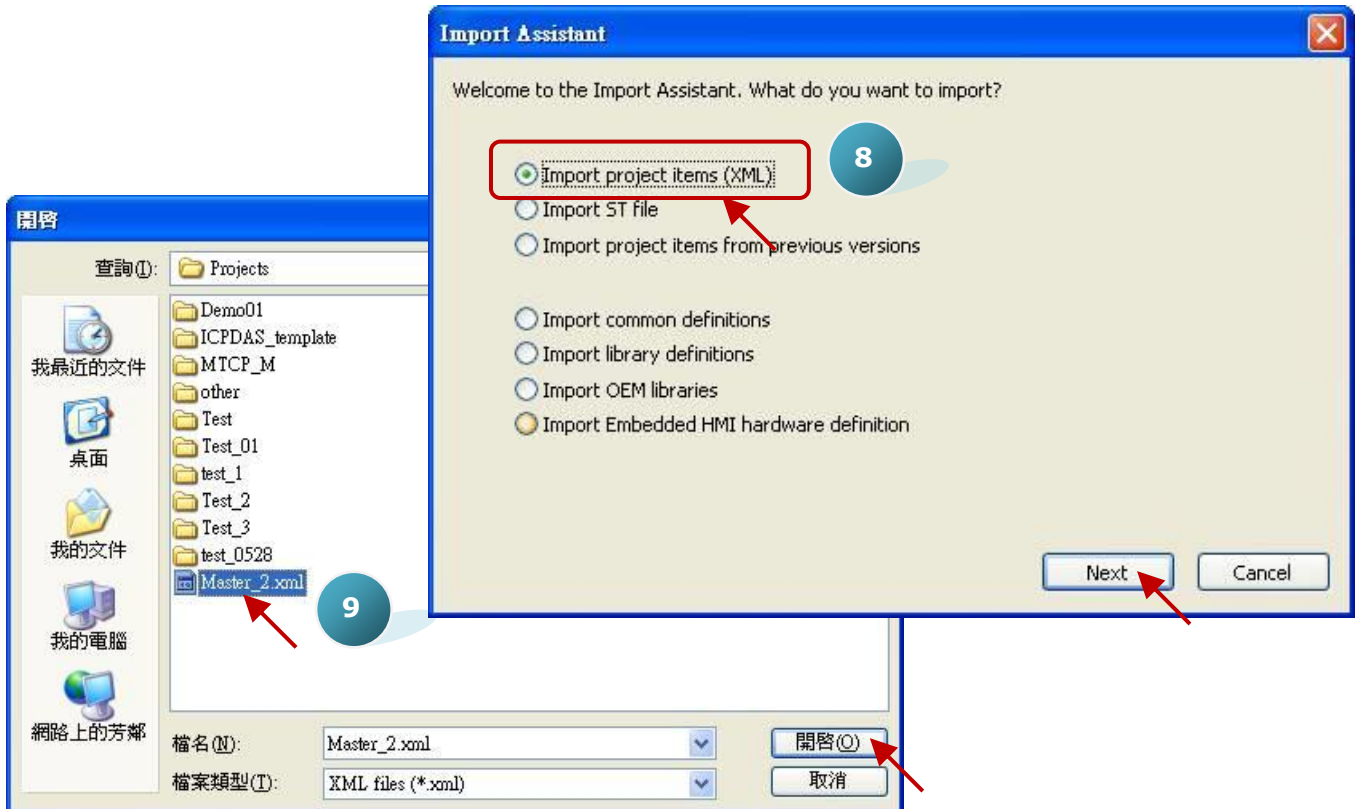 Import Assistant
Welcome to the Import Assistant. What do you want to import?
Import project items (XML)
8
Import ST file
Import project items from previous versions
Import common definitions
Import library definitions
Import OEM libraries
Import Embedded HMI hardware definition
Next
Cancel
開啓
查詢(I):
Projects
我最近的文件
桌面
我的文件
我的電腦
網路上的芳鄰
Demo01
ICPDAS_template
MTCP_M
other
Test
Test_01
test_1
Test_2
Test_3
test_0528
Master_2.xml
9
檔名(N):
Master_2.xml
開啓(O)
檔案類型(T):
XML files (*.xml)
取消